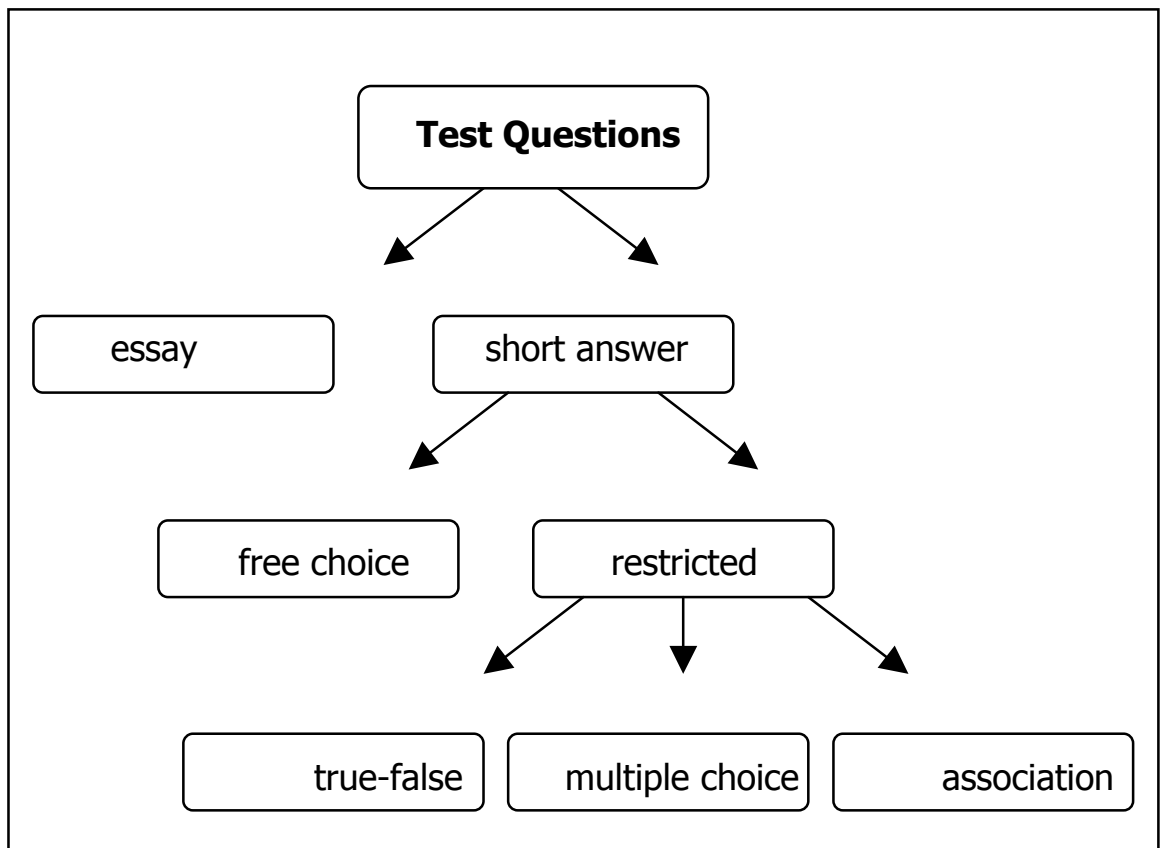 Test Questions
essay
short answer
free choice
restricted
true-false
multiple choice
association